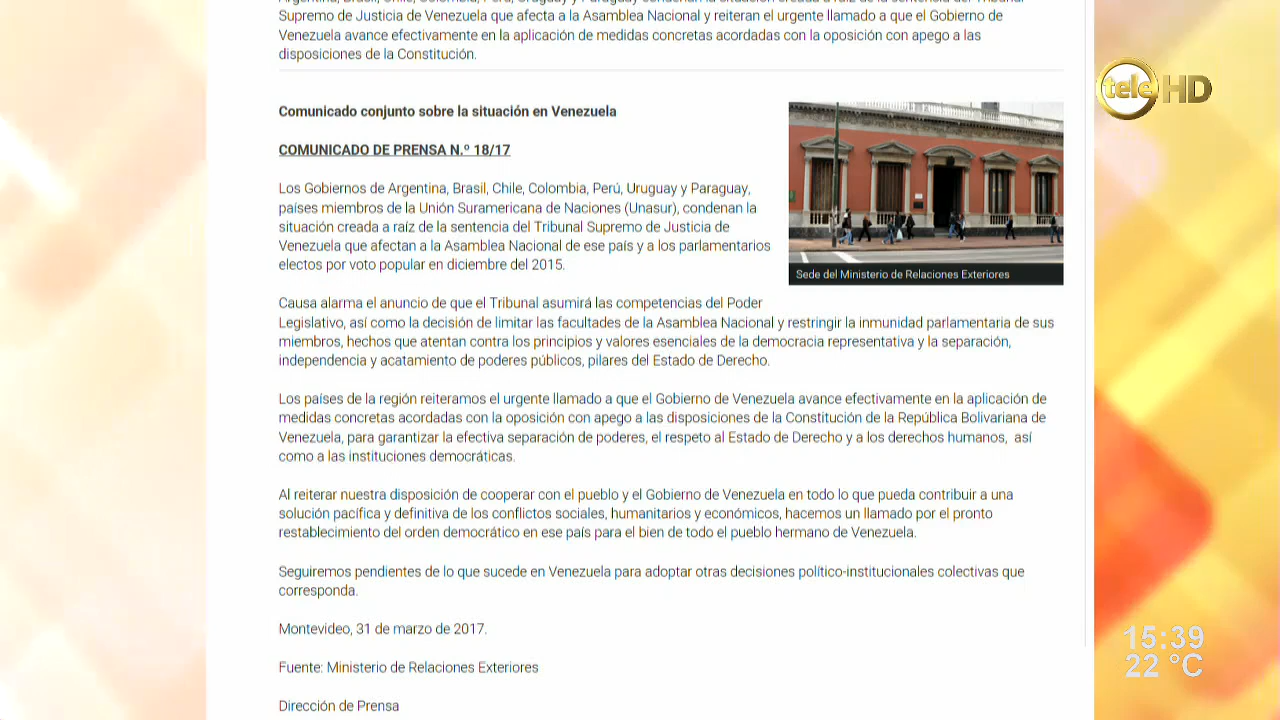 Supremo de Justicia de Venezuela que afecta a la Asamblea Nacional y reiteran el urgente llamado a que el Gobierno de
Venezuela avance efectivamente en la aplicación de medidas concretas acordadas con la oposición con apego a las
disposiciones de la Constitución.
tele HD
Comunicado conjunto sobre la situación en Venezuela
COMUNICADO DE PRENSA N.º 18/17
Los Gobiernos de Argentina, Brasil, Chile, Colombia, Perú, Uruguay y Paraguay,
países miembros de la Unión Suramericana de Naciones (Unasur), condenan la
situación creada a raíz de la sentencia del Tribunal Supremo de Justicia de
Venezuela que afectan a la Asamblea Nacional de ese país y a los parlamentarios
electos por voto popular en diciembre del 2015.
Sede del Ministerio de Relaciones Exteriores
Causa alarma el anuncio de que el Tribunal asumirá las competencias del Poder
Legislativo, así como la decisión de limitar las facultades de la Asamblea Nacional y restringir la inmunidad parlamentaria de sus
miembros, hechos que atentan contra los principios y valores esenciales de la democracia representativa y la separación,
independencia y acatamiento de poderes públicos, pilares del Estado de Derecho.
Los países de la región reiteramos el urgente llamado a que el Gobierno de Venezuela avance efectivamente en la aplicación de
medidas concretas acordadas con la oposición con apego a las disposiciones de la Constitución de la República Bolivariana de
Venezuela, para garantizar la efectiva separación de poderes, el respeto al Estado de Derecho y a los derechos humanos, así
como a las instituciones democráticas.
Al reiterar nuestra disposición de cooperar con el pueblo y el Gobierno de Venezuela en todo lo que pueda contribuir a una
solución pacífica y definitiva de los conflictos sociales, humanitarios y económicos, hacemos un llamado por el pronto
restablecimiento del orden democrático en ese país para el bien de todo el pueblo hermano de Venezuela.
Seguiremos pendientes de lo que sucede en Venezuela para adoptar otras decisiones político-institucionales colectivas que
corresponda.
Montevideo, 31 de marzo de 2017.
Fuente: Ministerio de Relaciones Exteriores
Dirección de Prensa
15:39
22 °C